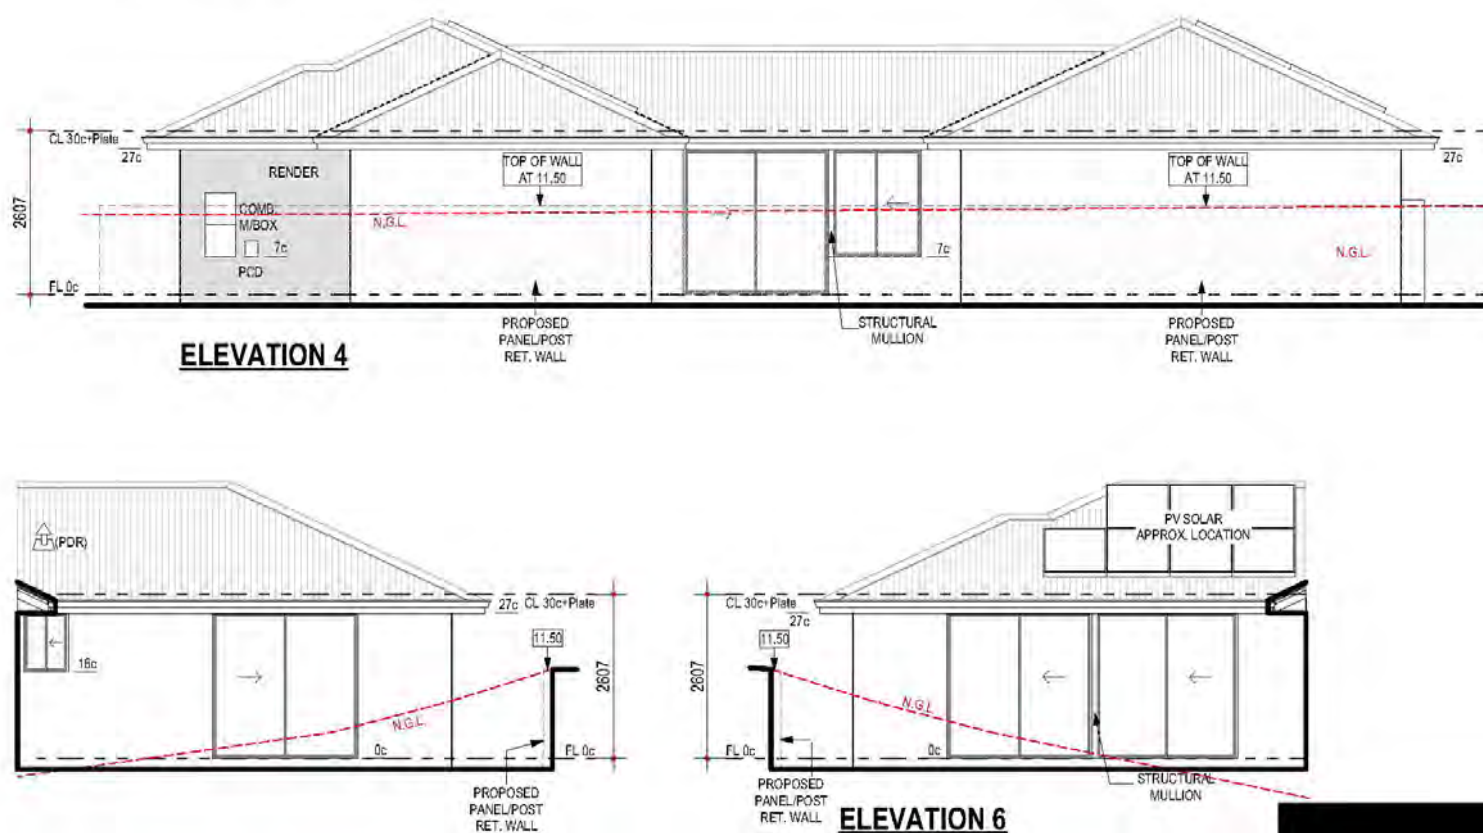 CL 30c+Plate
27c
2607
FL 0c
RENDER
COMB.
M/BOX
7c
PCD
N.G.L.
TOP OF WALL
AT 11.50
7c
TOP OF WALL
AT 11.50
27c
N.G.L.
PROPOSED
PANEL/POST
RET. WALL
STRUCTURAL
MULLION
PROPOSED
PANEL/POST
RET. WALL
ELEVATION 4
(PDR)
27c
CL 30c+Plate
16c
11.50
2607
N.G.L.
0c
FL 0c
PROPOSED
PANEL/POST
RET. WALL
PV SOLAR
APPROX. LOCATION
CL 30c+Plate
27c
11.50
2607
N.G.L.
FL 0c
0c
PROPOSED
PANEL/POST
RET. WALL
STRUCTURAL
MULLION
ELEVATION 6